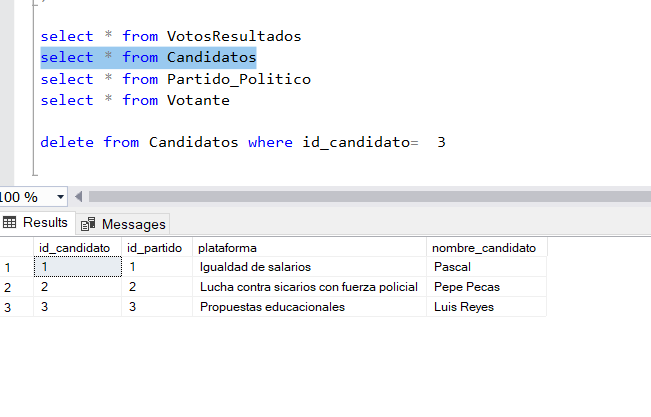 select * from VotosResultados
select * from Candidatos
select * from Partido_Politico
select * from Votante
delete from Candidatos where id_candidato=  3
100 %
Results Messages
id_candidato id_partido plataforma nombre_candidato
1 1 1 Igualdad de salarios Pascal
2 2 2 Lucha contra sicarios con fuerza policial Pepe Pecas
3 3 3 Propuestas educacionales Luis Reyes